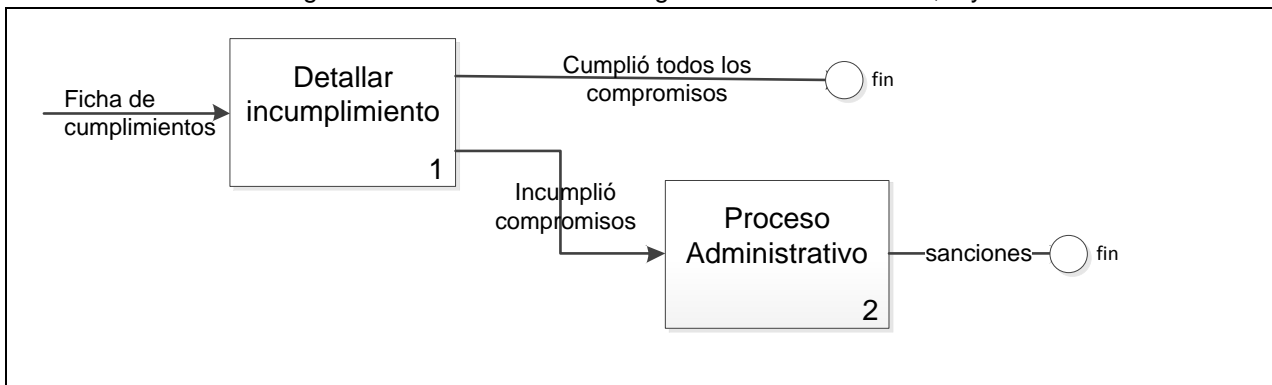 Ficha de
cumplimientos
Detallar
incumplimiento
1
Cumplió todos los
compromisos
fin
Incumplió
compromisos
Proceso
Administrativo
2
sanciones
fin